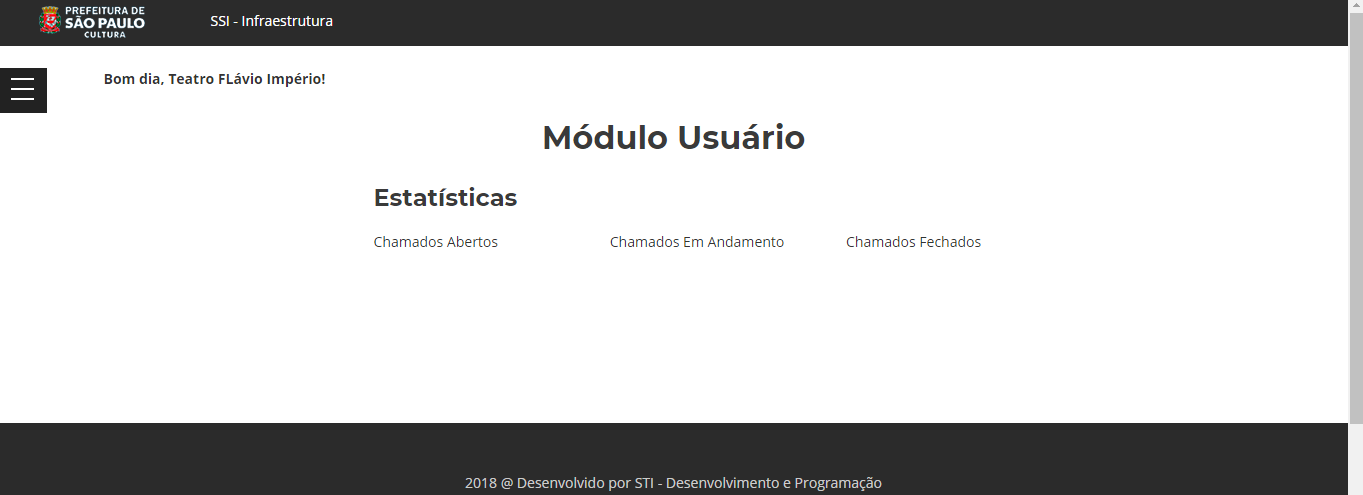 PREFEITURA DE
SÃO PAULO
CULTURA
SSI - Infraestrutura
Bom dia, Teatro FLávio Império!
Módulo Usuário
Estatísticas
Chamados Abertos
Chamados Em Andamento
Chamados Fechados
2018 @ Desenvolvido por STI - Desenvolvimento e Programação